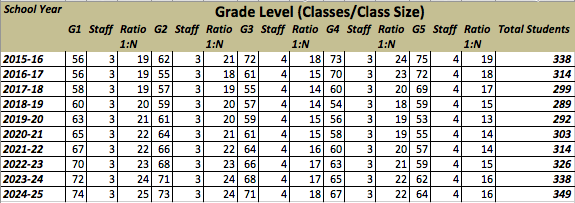 School Year Grade Level (Classes/Class Size)
G1 Staff Ratio G2 Staff Ratio G3 Staff Ratio G4 Staff Ratio G5 Staff Ratio Total Students
1:N 1:N 1:N 1:N 1:N
2015-16 56 3 19 62 3 21 72 4 18 73 3 24 75 4 19 338
2016-17 56 3 19 55 3 18 61 4 15 70 3 23 72 4 18 314
2017-18 58 3 19 57 3 19 55 4 14 60 3 20 69 4 17 299
2018-19 60 3 20 59 3 20 57 4 14 54 3 18 59 4 15 289
2019-20 63 3 21 61 3 20 59 4 15 56 3 19 53 4 13 292
2020-21 65 3 22 64 3 21 61 4 15 58 3 19 55 4 14 303
2021-22 67 3 22 66 3 22 64 4 16 60 3 20 57 4 14 314
2022-23 70 3 23 68 3 23 66 4 17 63 3 21 59 4 15 326
2023-24 72 3 24 71 3 24 68 4 17 65 3 22 62 4 16 338
2024-25 74 3 25 73 3 24 71 4 18 67 3 22 64 4 16 349